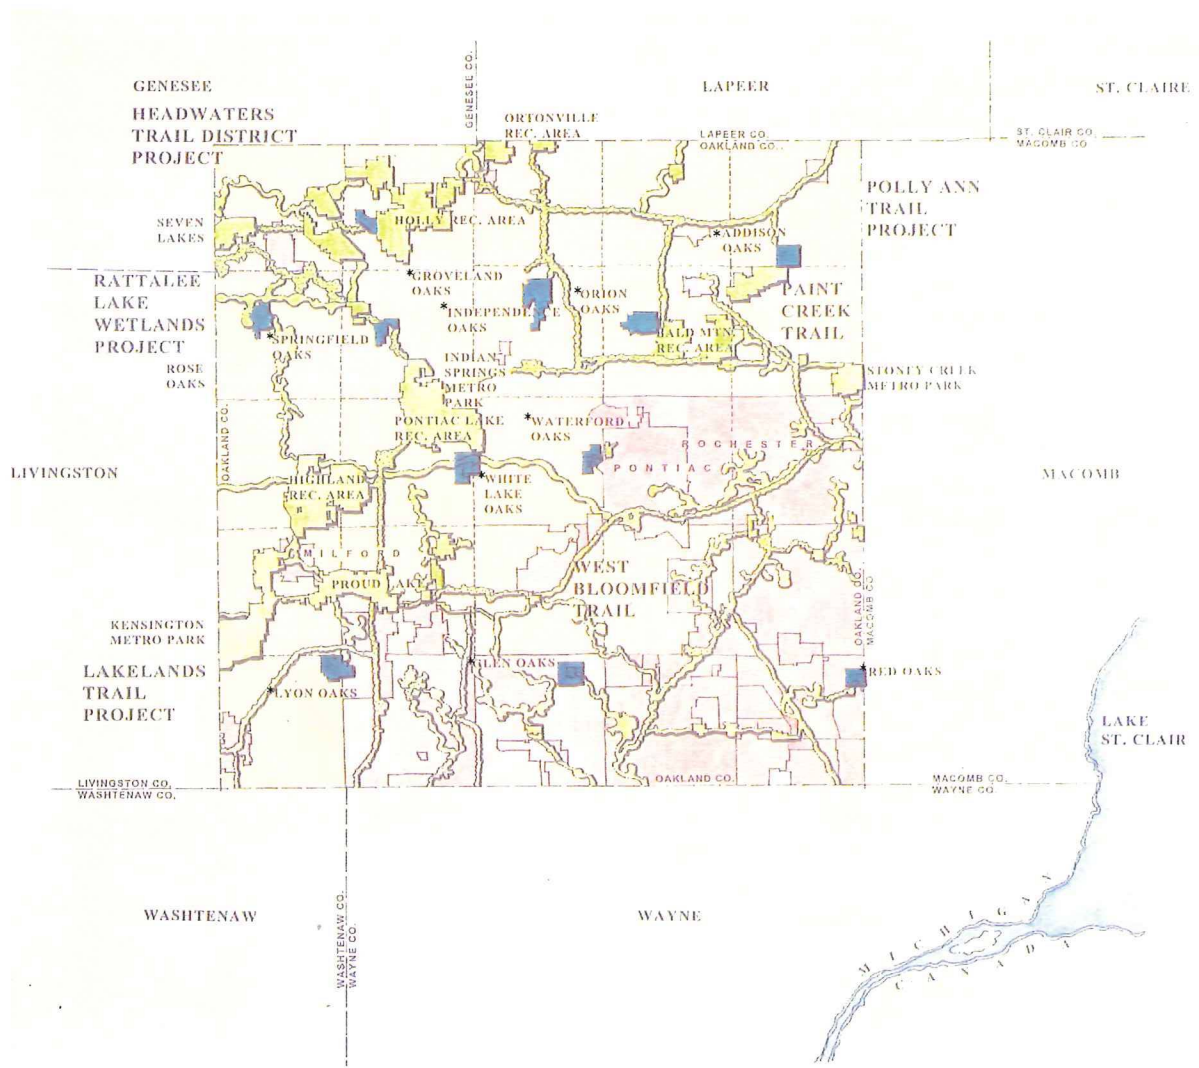 GENESEE CO.
GENESEE
LAPEER
ST. CLAIRE
HEADWATERS
TRAIL DISTRICT
PROJECT
ORTONVILLE
REC. AREA
LAPEER CO.
OAKLAND CO.
ST. CLAIR CO.
MACOMB CO
POLLY ANN
TRAIL
PROJECT
SEVEN
LAKES
HOLLY REC. AREA
*ADDISON
OAKS
RATTALEE
LAKE
WETLANDS
PROJECT
*GROVELAND
OAKS
*INDEPENDENCE
OAKS
*ORION
OAKS
PAINT
CREEK
TRAIL
*SPRINGFIELD
OAKS
BALD MTN.
REC. AREA
ROSE
OAKS
INDIAN
SPRINGS
METRO
PARK
STONEY CREEK
METRO PARK
OAKLAND CO.
PONTIAC LAKE
REC. AREA
*WATERFORD
OAKS
ROCHESTER
PONTIAC
LIVINGSTON
MACOMB
HIGHLAND
REC. AREA
*WHITE
LAKE
OAKS
MILFORD
PROUD LAKE
WEST
BLOOMFIELD
TRAIL
OAKLAND CO.
MACOMB CO
KENSINGTON
METRO PARK
LAKELANDS
TRAIL
PROJECT
*GLEN OAKS
*RED OAKS
*LYON OAKS
LAKE
ST. CLAIR
LIVINGSTON CO.
WASHTENAW CO.
OAKLAND CO.
MACOMB CO.
WAYNE CO.
WASHTENAW
WAYNE
WASHTENAW CO.
WAYNE CO.
MICHIGAN
CANADA